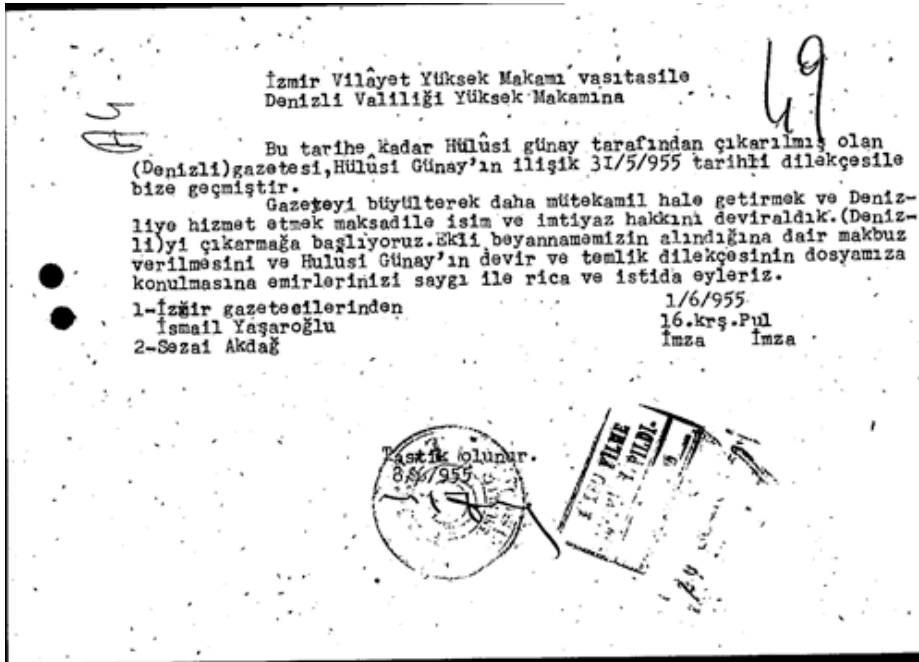 49
İzmir Vilâyet Yüksek Makamı vasıtasile
Denizli Valiliği Yüksek Makamına
Bu tarihe kadar Hülûsi günay tarafından çıkarılmış olan
(Denizli)gazetesi,Hülûsi Günay'ın ilişik 31/5/955 tarihli dilekçesile
bize geçmiştir.
Gazeteyi büyülterek daha mütekamil hale getirmek ve Deniz-
liye hizmet etmek maksadile isim ve imtiyaz hakkını deviraldık.(Deniz-
li)yi çıkarmağa başlıyoruz.Ekli beyannamemizin alındığına dair makbuz
verilmesini ve Hulûsi Günay'ın devir ve temlik dilekçesinin dosyamıza
konulmasına emirlerinizi saygı ile rica ve istida eyleriz.
1-İzmir gazetecilerinden 1/6/955
İsmail Yaşaroğlu 16.krş.Pul
2-Sezai Akdağ İmza İmza
Tastik olunur.
8/6/955